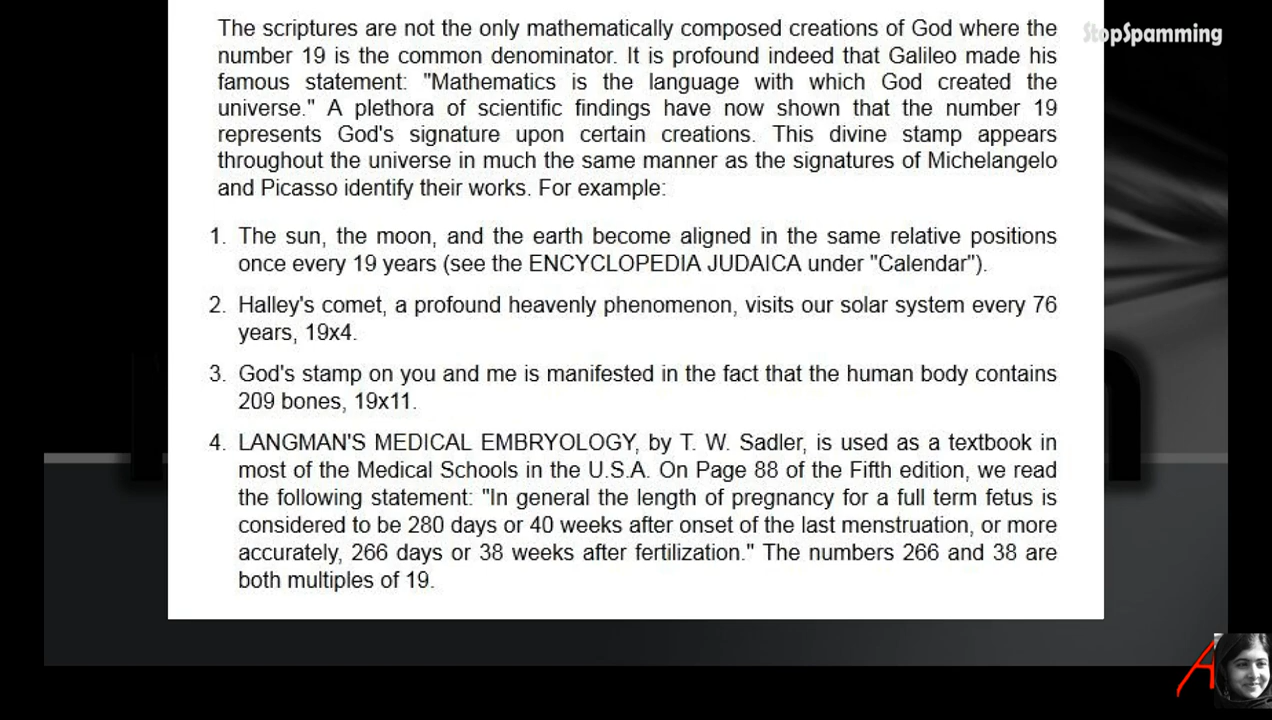 The scriptures are not the only mathematically composed creations of God where the
number 19 is the common denominator. It is profound indeed that Galileo made his
famous statement: "Mathematics is the language with which God created the
universe." A plethora of scientific findings have now shown that the number 19
represents God's signature upon certain creations. This divine stamp appears
throughout the universe in much the same manner as the signatures of Michelangelo
and Picasso identify their works. For example:
1. The sun, the moon, and the earth become aligned in the same relative positions
once every 19 years (see the ENCYCLOPEDIA JUDAICA under "Calendar").
2. Halley's comet, a profound heavenly phenomenon, visits our solar system every 76
years, 19x4.
3. God's stamp on you and me is manifested in the fact that the human body contains
209 bones, 19x11.
4. LANGMAN'S MEDICAL EMBRYOLOGY, by T. W. Sadler, is used as a textbook in
most of the Medical Schools in the U.S.A. On Page 88 of the Fifth edition, we read
the following statement: "In general the length of pregnancy for a full term fetus is
considered to be 280 days or 40 weeks after onset of the last menstruation, or more
accurately, 266 days or 38 weeks after fertilization." The numbers 266 and 38 are
both multiples of 19.
StopSpamming
A